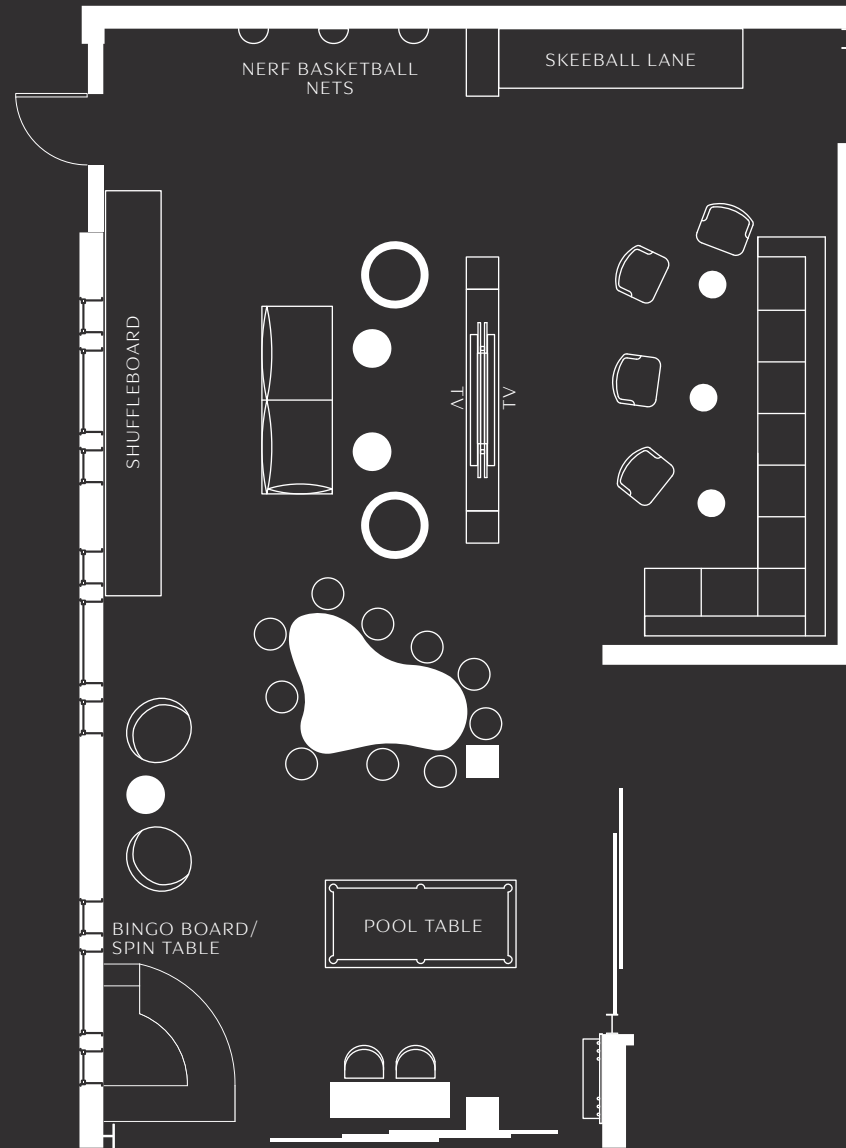 NERF BASKETBALL
NETS
SKEEBALL LANE
SHUFFLEBOARD
TV
TV
BINGO BOARD/
SPIN TABLE
POOL TABLE